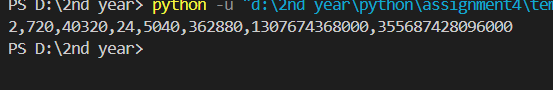 PS D:\2nd year> python -u "d:\2nd year\python\assignment4\ten
2,720,40320,24,5040,362880,1307674368000,355687428096000
PS D:\2nd year>